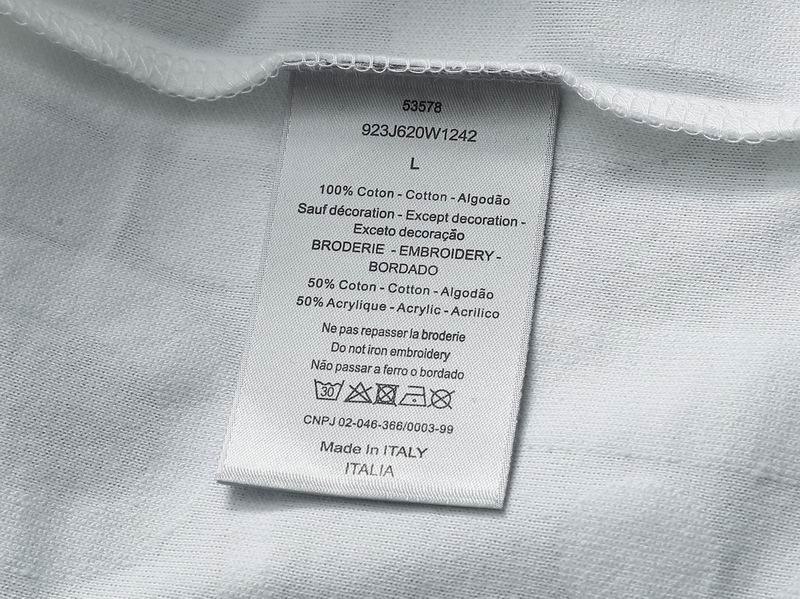 53578
923J620W1242
L
100% Coton - Cotton - Algodão
Sauf décoration - Except decoration -
Exceto decoração
BRODERIE - EMBROIDERY -
BORDADO
50% Coton - Cotton - Algodão
50% Acrylique - Acrylic - Acrilico
Ne pas repasser la broderie
Do not iron embroidery
Não passar a ferro o bordado
30
CNPJ 02-046-366/0003-99
Made In ITALY
ITALIA